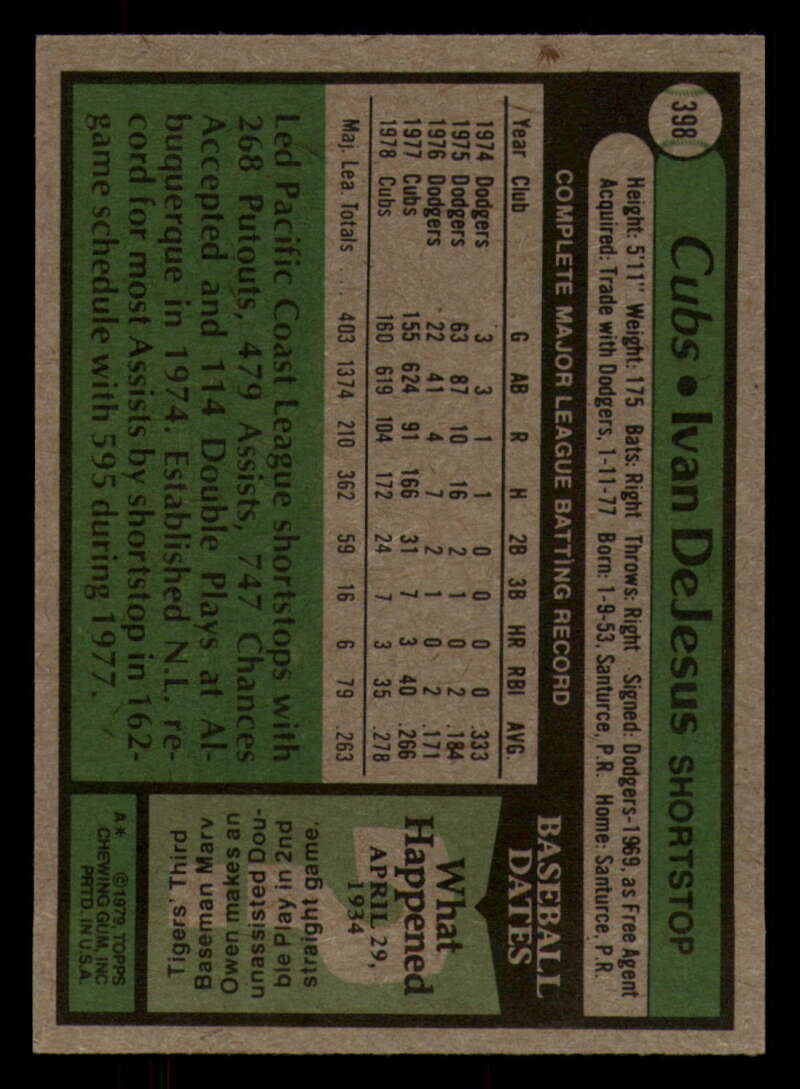 398
Cubs • Ivan DeJesus SHORTSTOP
Height: 5'11" Weight: 175 Bats: Right Throws: Right Signed: Dodgers-1969, as Free Agent
Acquired: Trade with Dodgers, 1-11-77 Born: 1-9-53, Santurce, P.R. Home: Santurce, P.R.
COMPLETE MAJOR LEAGUE BATTING RECORD
Year Club G AB R H 2B 3B HR RBI AVG.
1974 Dodgers 3 3 1 1 0 0 0 0 .333
1975 Dodgers 63 87 10 16 2 1 0 2 .184
1976 Dodgers 22 41 4 7 2 1 0 2 .171
1977 Cubs 155 624 91 166 31 7 3 40 .266
1978 Cubs 160 619 104 172 24 7 3 35 .278
Maj. Lea. Totals .... 403 1374 210 362 59 16 6 79 .263
Led Pacific Coast League shortstops with
268 Putouts, 479 Assists, 747 Chances
Accepted and 114 Double Plays at Al-
buquerque in 1974. Established N.L. re-
cord for most Assists by shortstop in 162-
game schedule with 595 during 1977.
BASEBALL
DATES
What
Happened
APRIL 29,
1934
Tigers' Third
Baseman Marv
Owen makes an
unassisted Dou-
ble Play in 2nd
straight game.
A* ©1979, TOPPS
CHEWING GUM, INC
PRTD. IN U.S.A.